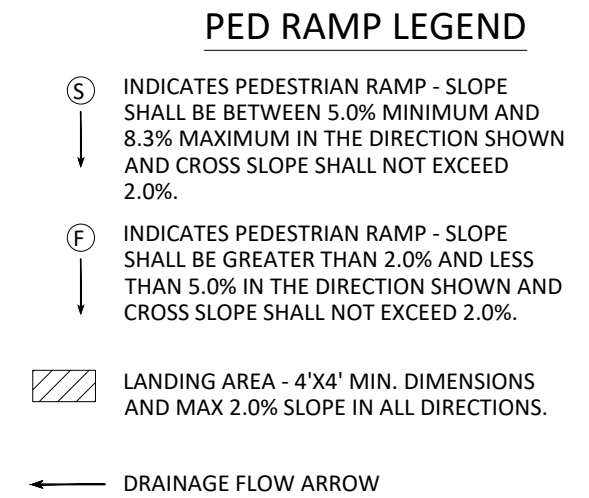 PED RAMP LEGEND
S
INDICATES PEDESTRIAN RAMP - SLOPE
SHALL BE BETWEEN 5.0% MINIMUM AND
8.3% MAXIMUM IN THE DIRECTION SHOWN
AND CROSS SLOPE SHALL NOT EXCEED
2.0%.
F
INDICATES PEDESTRIAN RAMP - SLOPE
SHALL BE GREATER THAN 2.0% AND LESS
THAN 5.0% IN THE DIRECTION SHOWN AND
CROSS SLOPE SHALL NOT EXCEED 2.0%.
LANDING AREA - 4'X4' MIN. DIMENSIONS
AND MAX 2.0% SLOPE IN ALL DIRECTIONS.
DRAINAGE FLOW ARROW